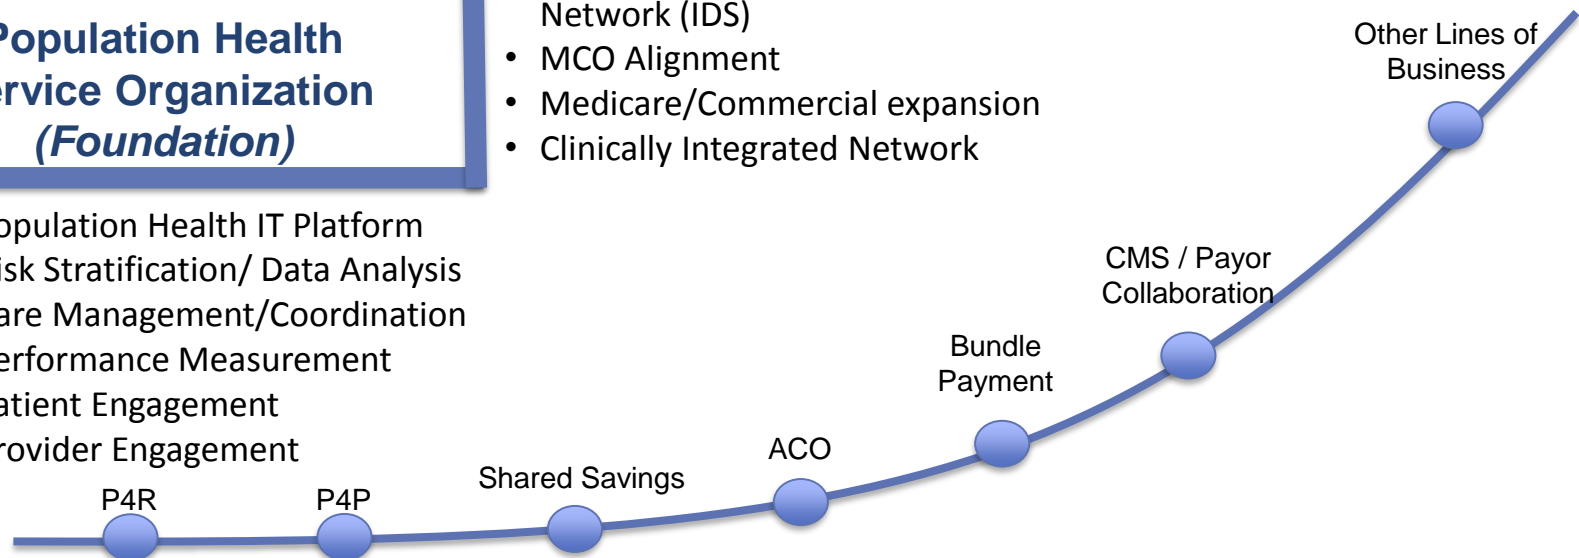 Population Health
ervice Organization
(Foundation)
Network (IDS)
• MCO Alignment
• Medicare/Commercial expansion
• Clinically Integrated Network
opulation Health IT Platform
isk Stratification/ Data Analysis
are Management/Coordination
erformance Measurement
atient Engagement
rovider Engagement
P4R
P4P
Shared Savings
ACO
Bundle
Payment
CMS / Payor
Collaboration
Other Lines of
Business